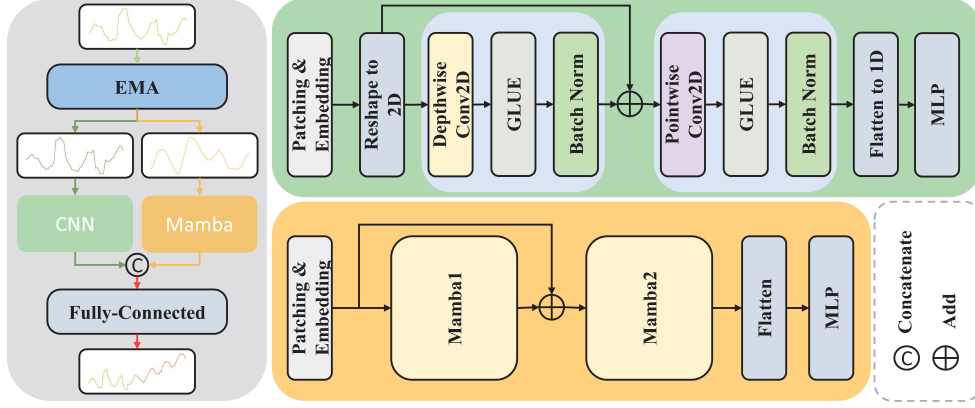 EMA
CNN
Mamba
C
Fully-Connected
Patching &
Embedding
Reshape to
2D
Depthwise
Conv2D
GLUE
Batch Norm
Pointwise
Conv2D
GLUE
Batch Norm
Flatten to 1D
MLP
Patching &
Embedding
Mamba1
Mamba2
Flatten
MLP
C Concatenate
Add